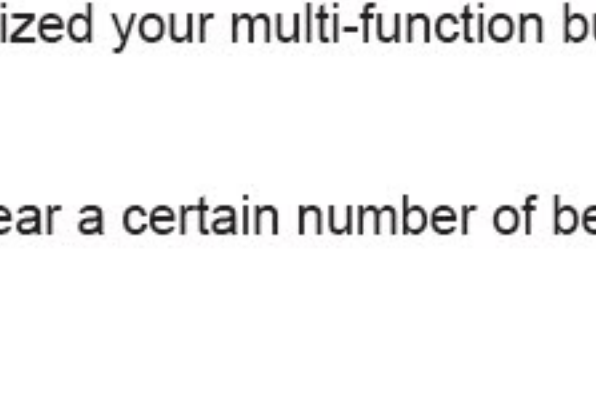 ized your multi-function bu
ear a certain number of be